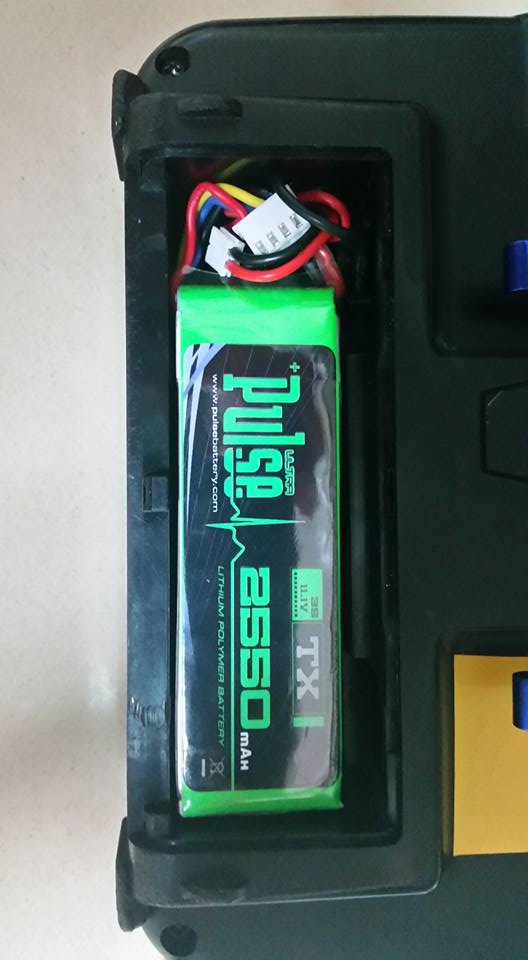 +
ULTRA
Pulse
www.pulsebattery.com
3S
11.1V
TX
2550 mAh
LITHIUM POLYMER BATTERY